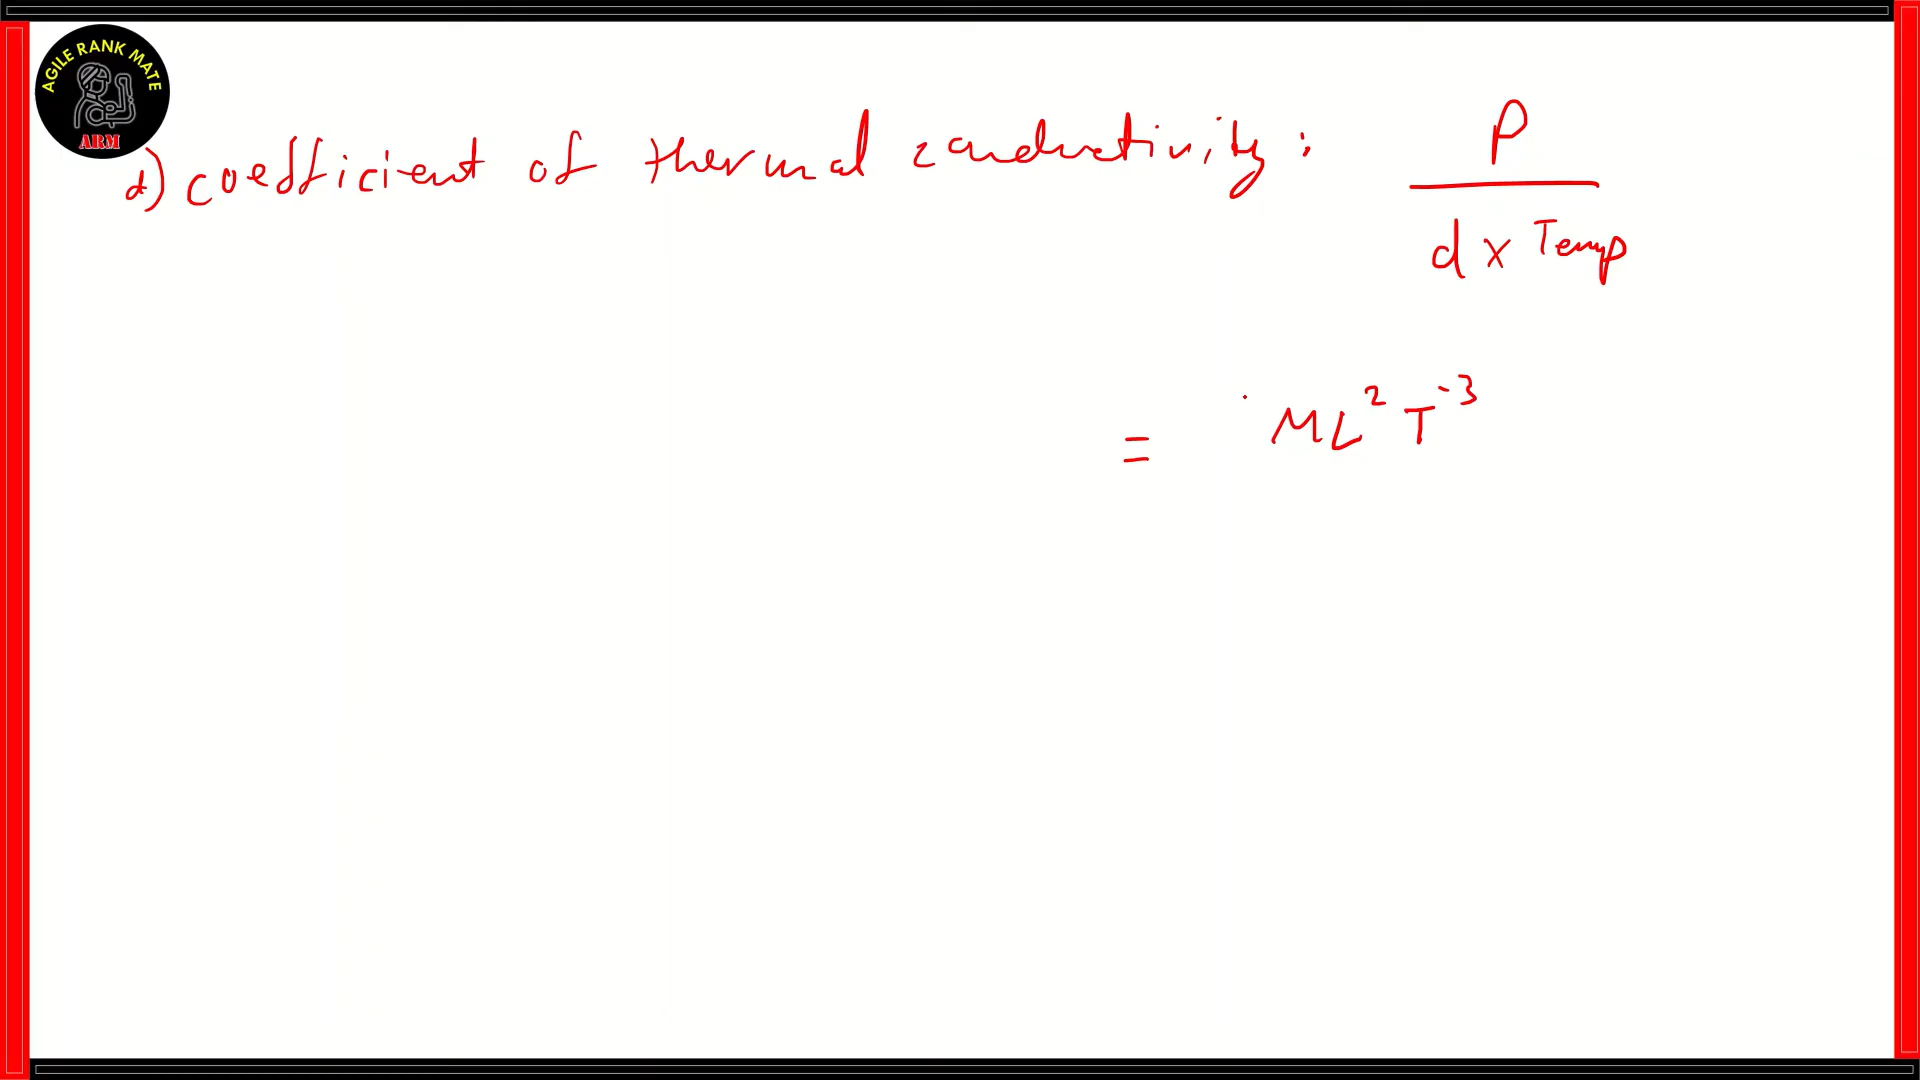 AGILE RANK MATE
ARM
d) coefficient of thermal conductivity :
P
d x Temp
= ML² T⁻³